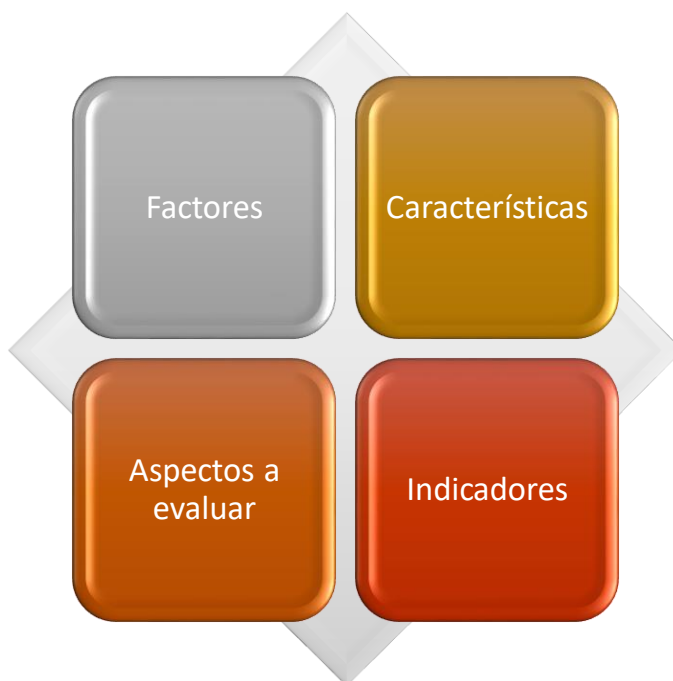 Factores
Características
Aspectos a
evaluar
Indicadores